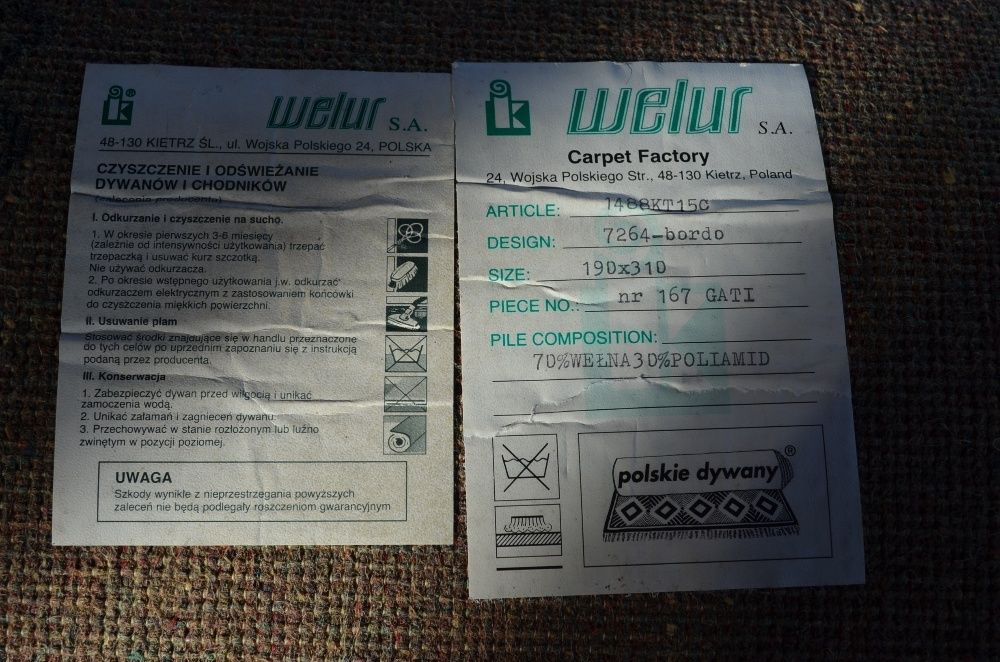 ik®
welur S.A.
48-130 KIETRZ ŚL., ul. Wojska Polskiego 24, POLSKA
CZYSZCZENIE I ODŚWIEŻANIE
DYWANÓW I CHODNIKÓW
(zalecenia producenta)
I. Odkurzanie i czyszczenie na sucho.
1. W okresie pierwszych 3-6 miesięcy
(zależnie od intensywności użytkowania) trzepać
trzepaczką i usuwać kurz szczotką.
Nie używać odkurzacza.
2. Po okresie wstępnego użytkowania j.w. odkurzać
odkurzaczem elektrycznym z zastosowaniem końcówki
do czyszczenia miękkich powierzchni.
II. Usuwanie plam
Stosować środki znajdujące się w handlu przeznaczone
do tych celów po uprzednim zapoznaniu się z instrukcją
podaną przez producenta.
III. Konserwacja
1. Zabezpieczyć dywan przed wilgocią i unikać
zamoczenia wodą.
2. Unikać załamań i zagnieceń dywanu.
3. Przechowywać w stanie rozłożonym lub luźno
zwiniętym w pozycji poziomej.
UWAGA
Szkody wynikłe z nieprzestrzegania powyższych
zaleceń nie będą podlegały roszczeniom gwarancyjnym
ik
welur S.A.
Carpet Factory
24, Wojska Polskiego Str., 48-130 Kietrz, Poland
ARTICLE: 1488KT15C
DESIGN: 7264-bordo
SIZE: 190x310
PIECE NO.: nr 167 GATI
PILE COMPOSITION:
70%WEŁNA30%POLIAMID
polskie dywany®